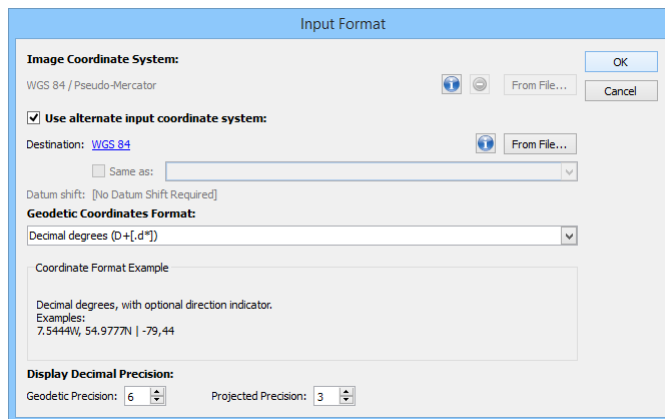 Input Format
Image Coordinate System:
OK
WGS 84 / Pseudo-Mercator
From File...
Cancel
Use alternate input coordinate system:
Destination: WGS 84
From File...
Same as:
Datum shift: [No Datum Shift Required]
Geodetic Coordinates Format:
Decimal degrees (D+[.d*])
Coordinate Format Example
Decimal degrees, with optional direction indicator.
Examples:
7.5444W, 54.9777N | -79,44
Display Decimal Precision:
Geodetic Precision: 6 Projected Precision: 3